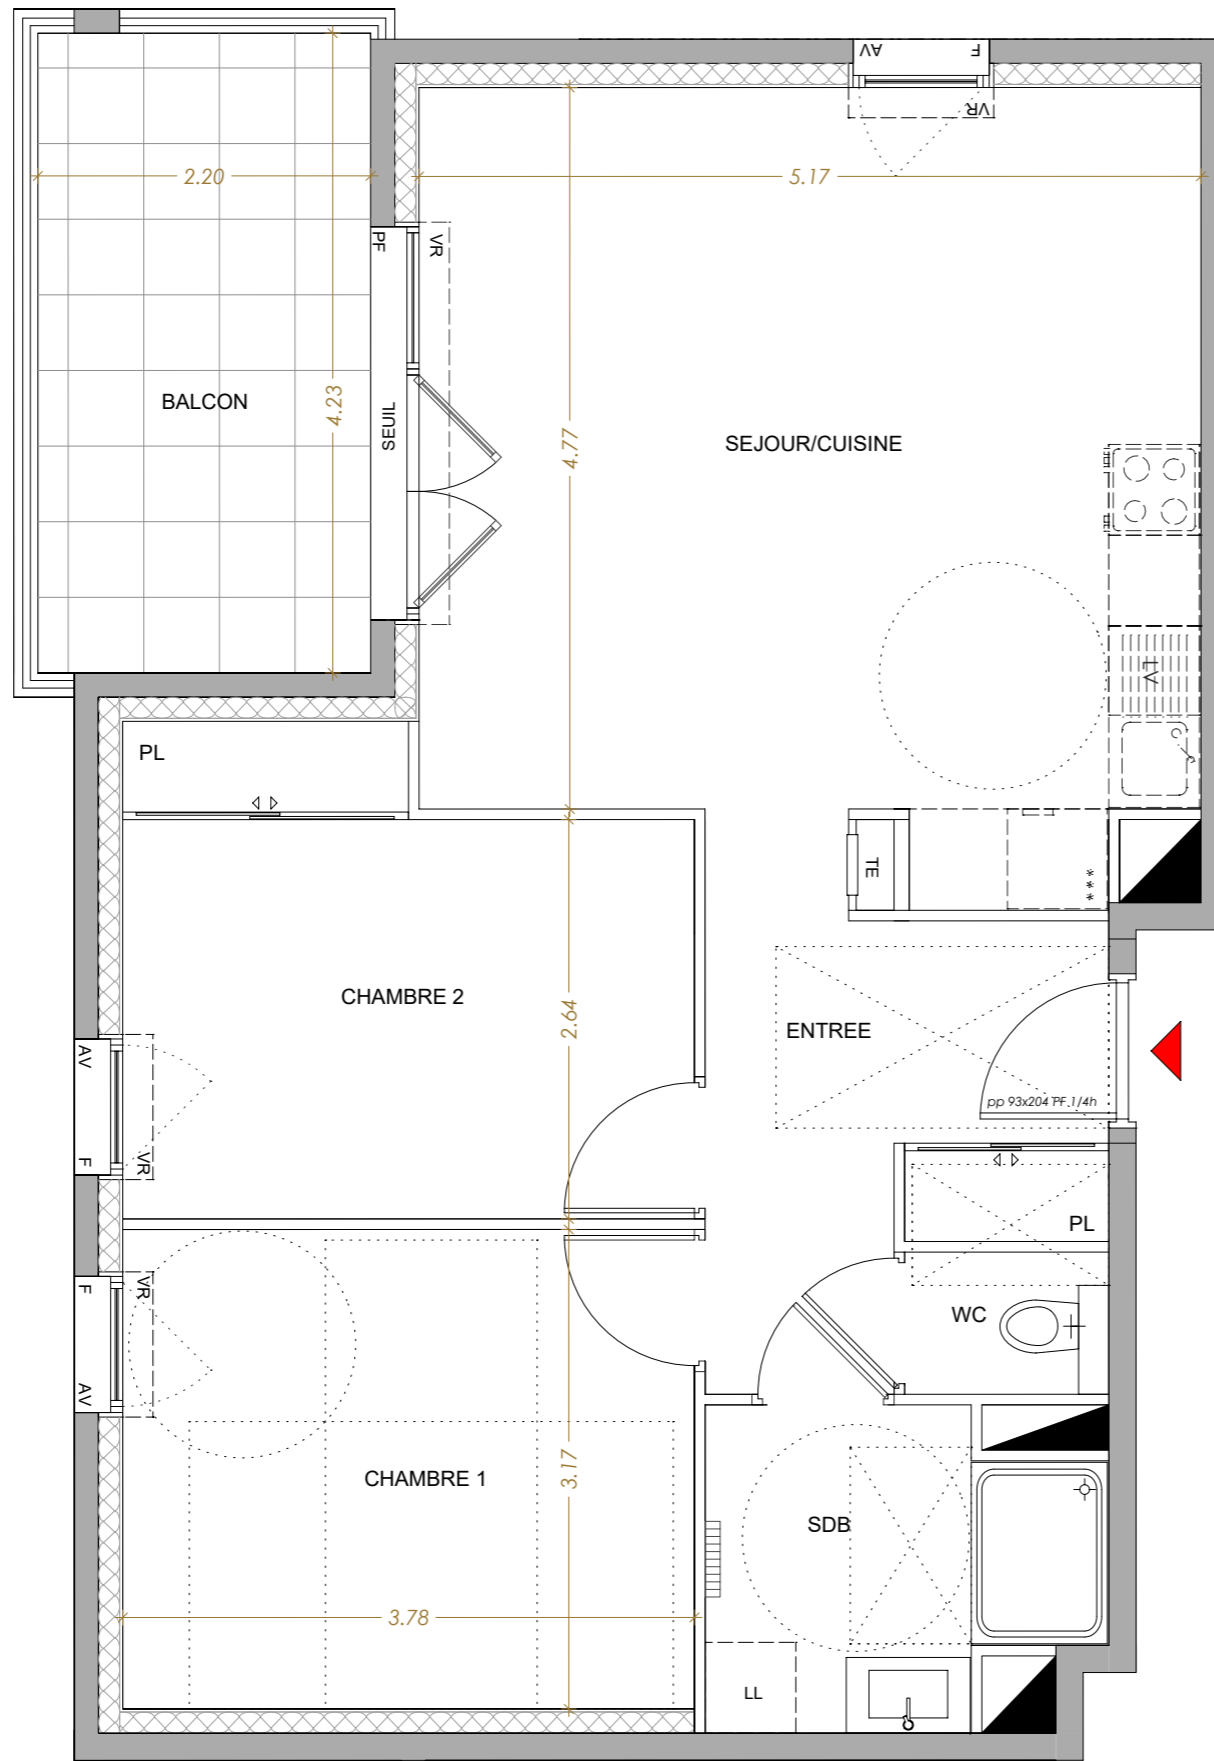 AV
F
VR
2.20
5.17
PF
VR
BALCON
4.23
SEUIL
4.77
SEJOUR/CUISINE
LV
PL
TE
***
CHAMBRE 2
2.64
ENTREE
pp 93x204 PF.1/4h
AV
F
VR
PL
F
AV
VR
WC
CHAMBRE 1
3.17
SDB
3.78
LL